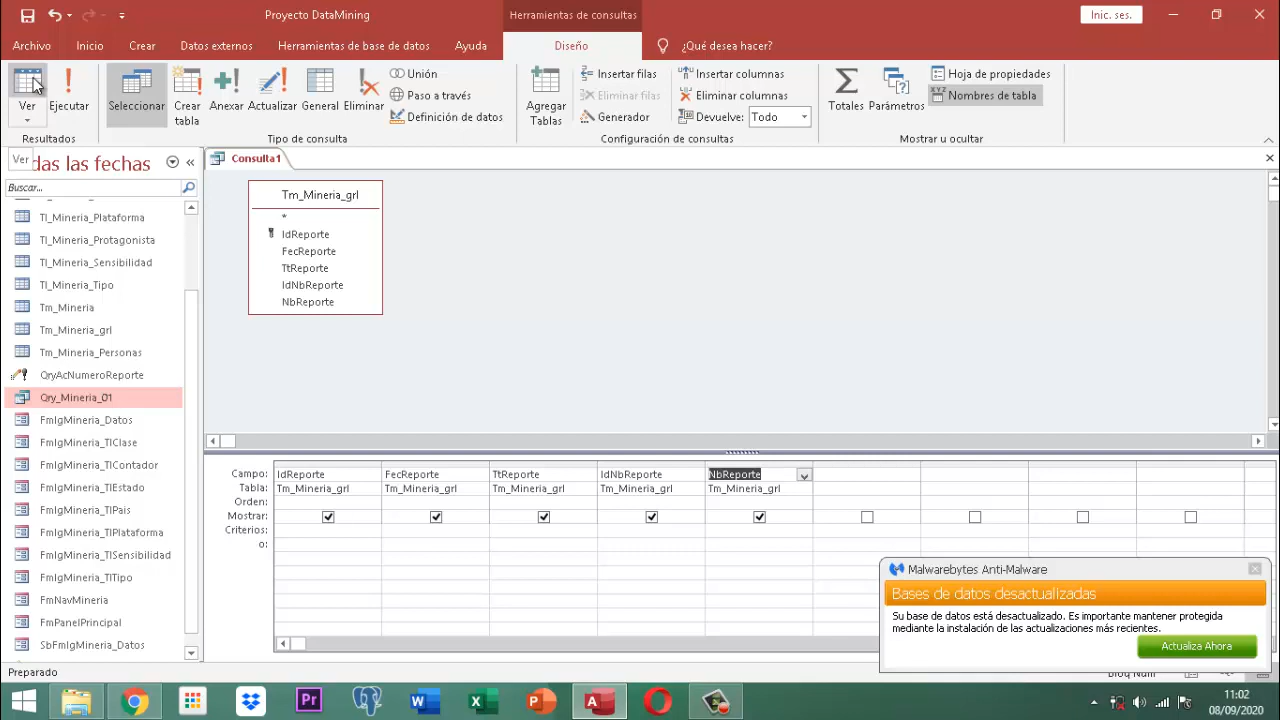 Proyecto DataMining
Herramientas de consulta
Inic. ses.
Archivo
Inicio
Crear
Datos externos
Herramientas de base de datos
Ayuda
Diseño
¿Qué desea hacer?
Ver
Ejecutar
Resultados
Seleccionar
Crear tabla
Anexar
Actualizar
General
Eliminar
Unión
Paso a través
Definición de datos
Tipo de consulta
Agregar Tablas
Insertar filas
Eliminar filas
Generador
Insertar columnas
Eliminar columnas
Devuelve: Todo
Configuración de consulta
Totales
Parámetros
Hoja de propiedades
Nombres de tabla
Mostrar u ocultar
Ver
das las fechas
Buscar...
Tl_Mineria_Plataforma
Tl_Mineria_Protagonista
Tl_Mineria_Sensibilidad
Tl_Mineria_Tipo
Tm_Mineria
Tm_Mineria_grl
Tm_Mineria_Personas
QryAcNumeroReporte
Qry_Mineria_01
FmIgMineria_Datos
FmIgMineria_TlClase
FmIgMineria_TlContador
FmIgMineria_TlEstado
FmIgMineria_TlPais
FmIgMineria_TlPlataforma
FmIgMineria_TlSensibilidad
FmIgMineria_TlTipo
FmNavMineria
FmPanelPrincipal
SbFmIgMineria_Datos
Consulta1
Tm_Mineria_grl
*
IdReporte
FecReporte
TtReporte
IdNbReporte
NbReporte
Campo: IdReporte FecReporte TtReporte IdNbReporte NbReporte
Tabla: Tm_Mineria_grl Tm_Mineria_grl Tm_Mineria_grl Tm_Mineria_grl Tm_Mineria_grl
Orden:
Mostrar:
Criterios:
o:
Malwarebytes Anti-Malware
Bases de datos desactualizadas
Su base de datos está desactualizado. Es importante mantener protegida
mediante la instalación de las actualizaciones más recientes.
Actualiza Ahora
Preparado
Bloq Núm
11:02
08/09/2020